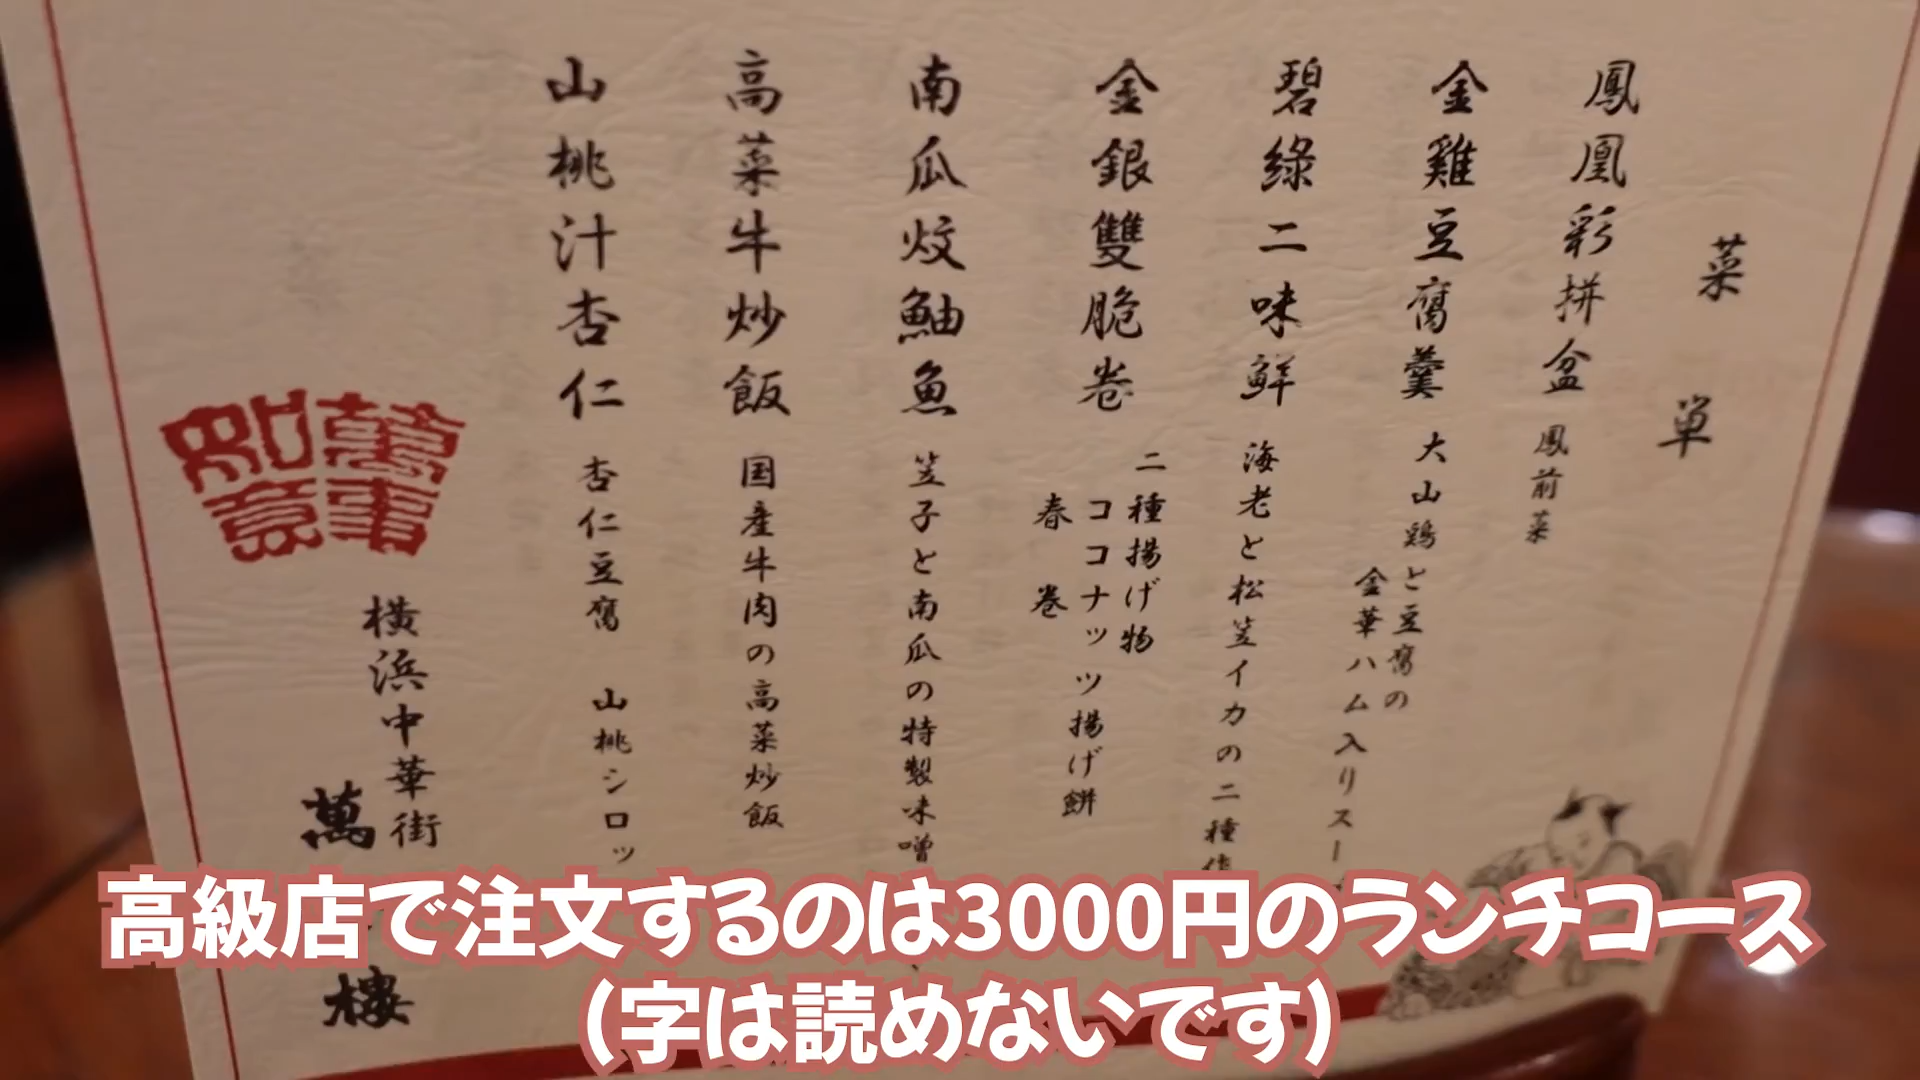 菜単
鳳凰彩拼盆 鳳前菜
金雞豆腐羹 大山鶏と豆腐の
金華ハム入りスー
碧綠二味鮮 海老と松笠イカの二種
金銀雙脆卷 二種揚げ物
ココナッツ揚げ餅
春巻
南瓜炆鮋魚 笠子と南瓜の特製味噌
高菜牛炒飯 国産牛肉の高菜炒飯
山桃汁杏仁 杏仁豆腐 山桃シロッ
萬事如意
横浜中華街
萬 樓
高級店で注文するのは3000円のランチコース
(字は読めないです)